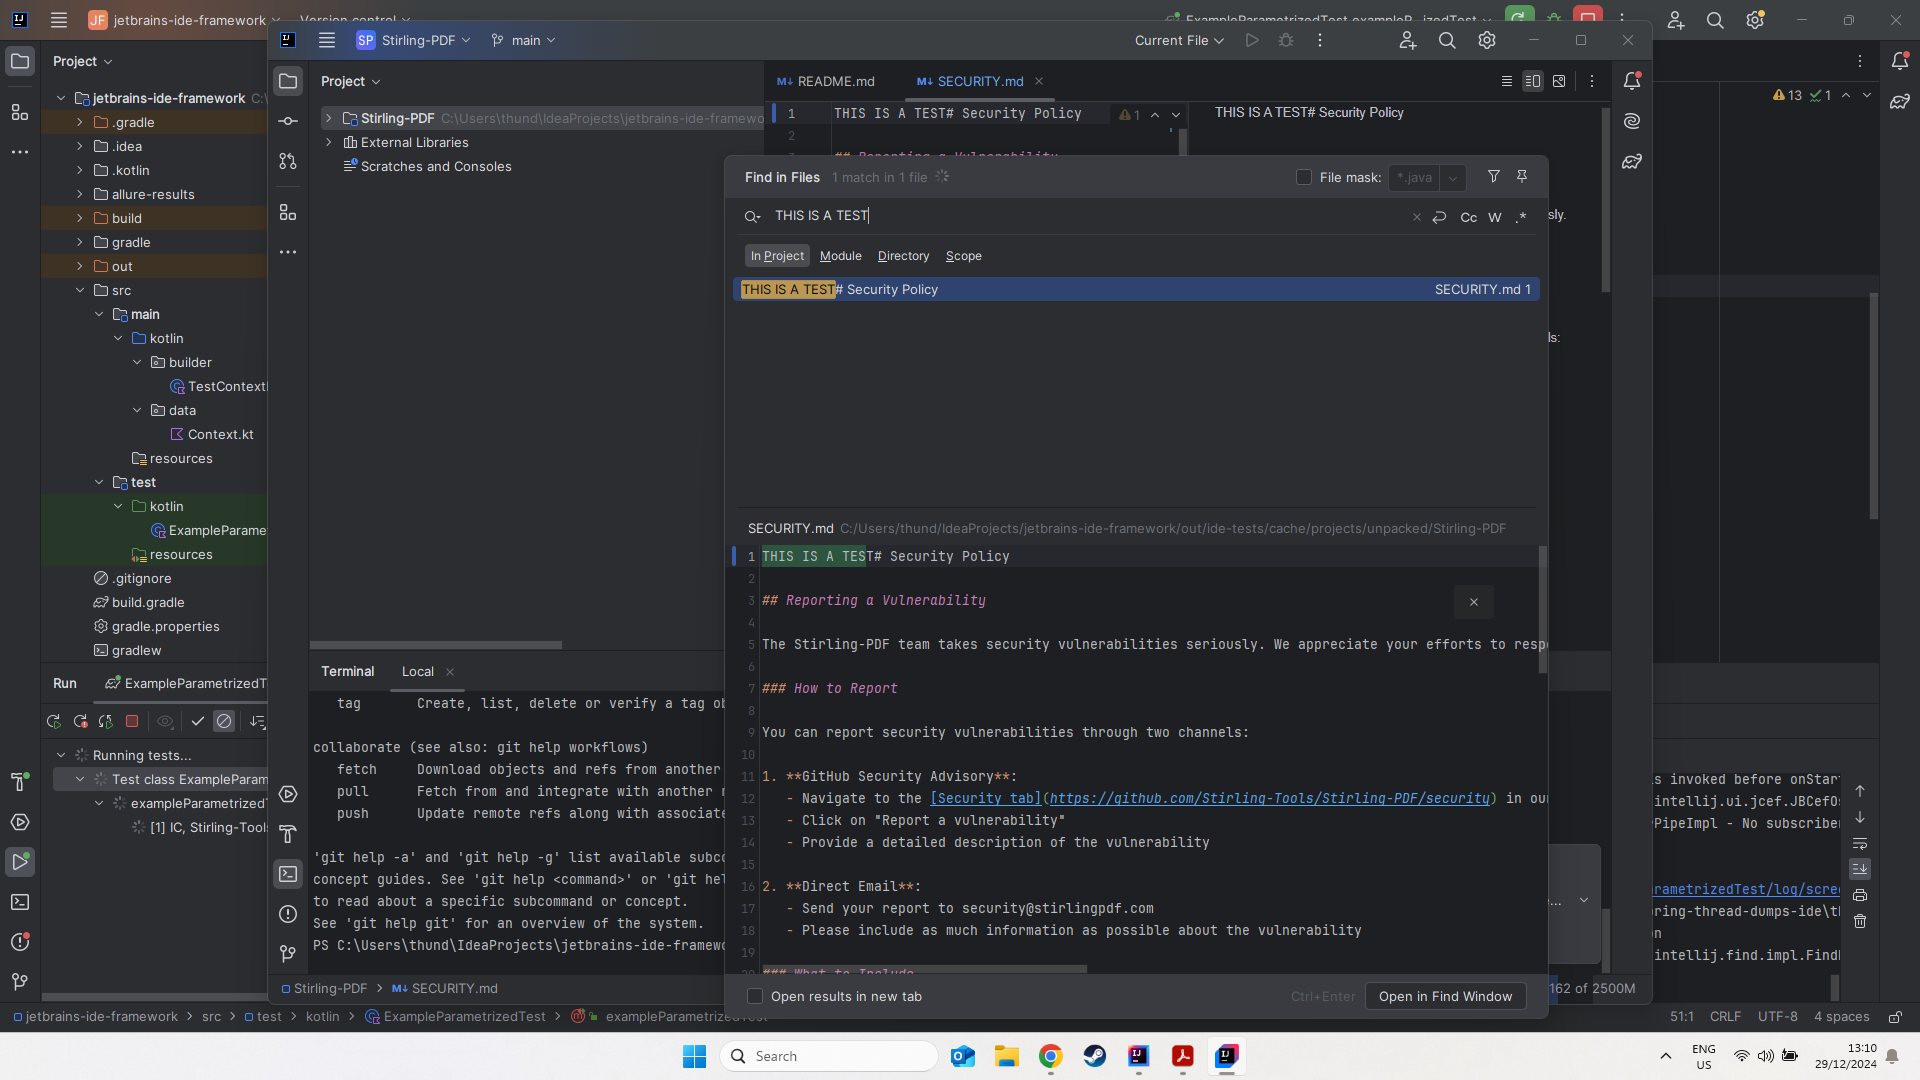 JF jetbrains-ide-framework Version control
Project
jetbrains-ide-framework C:\
.gradle
.idea
.kotlin
allure-results
build
gradle
out
src
main
kotlin
builder
data
Context.kt
resources
test
kotlin
resources
.gitignore
build.gradle
gradle.properties
gradlew
Run
Running tests...
SP Stirling-PDF main
Current File
Project
Stirling-PDF C:\Users\thund\IdeaProjects\jetbrains-ide-framewo
External Libraries
Scratches and Consoles
README.md SECURITY.md
1 THIS IS A TEST# Security Policy 1
2
THIS IS A TEST# Security Policy
13 1
Find in Files 1 match in 1 file File mask: *.java
THIS IS A TEST
Cc W .*
In Project Module Directory Scope
THIS IS A TEST# Security Policy SECURITY.md 1
sly.
ls:
SECURITY.md C:/Users/thund/IdeaProjects/jetbrains-ide-framework/out/ide-tests/cache/projects/unpacked/Stirling-PDF
1 THIS IS A TEST# Security Policy
2
3 ## Reporting a Vulnerability
4
5 The Stirling-PDF team takes security vulnerabilities seriously. We appreciate your efforts to resp
6
7 ### How to Report
8
9 You can report security vulnerabilities through two channels:
10
11 1. **GitHub Security Advisory**:
12 - Navigate to the [Security tab](https://github.com/Stirling-Tools/Stirling-PDF/security) in ou
13 - Click on "Report a vulnerability"
14 - Provide a detailed description of the vulnerability
15
16 2. **Direct Email**:
17 - Send your report to security@stirlingpdf.com
18 - Please include as much information as possible about the vulnerability
19
Open results in new tab Ctrl+Enter Open in Find Window
Terminal Local
tag Create, list, delete or verify a tag ob
collaborate (see also: git help workflows)
fetch Download objects and refs from another
pull Fetch from and integrate with another r
push Update remote refs along with associate
'git help -a' and 'git help -g' list available subco
concept guides. See 'git help <command>' or 'git hel
to read about a specific subcommand or concept.
See 'git help git' for an overview of the system.
PS C:\Users\thund\IdeaProjects\jetbrains-ide-framewo
Stirling-PDF > SECURITY.md
162 of 2500M
s invoked before onStar
intellij.ui.jcef.JBCefOs
PipeImpl - No subscribe
arametrizedTest/log/scre
ring-thread-dumps-ide\th
n
intellij.find.impl.Find
jetbrains-ide-framework > src > test > kotlin > ExampleParametrizedTest > exampleParametrizedTest
51:1 CRLF UTF-8 4 spaces
Search
ENG
US
13:10
29/12/2024